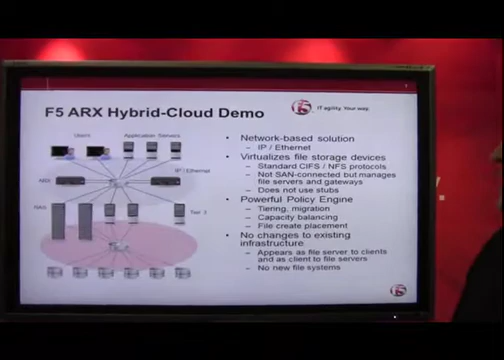 F5 ARX Hybrid-Cloud Demo
IT agility. Your way.
Users
Application Servers
IP / Ethernet
ARX
NAS
Tier 2
• Network-based solution
– IP / Ethernet
• Virtualizes file storage devices
– Standard CIFS / NFS protocols
– Not SAN-connected but manages
file servers and gateways
– Does not use stubs
• Powerful Policy Engine
– Tiering, migration
– Capacity balancing
– File create placement
• No changes to existing
infrastructure
– Appears as file server to clients
and as client to file servers
– No new file systems